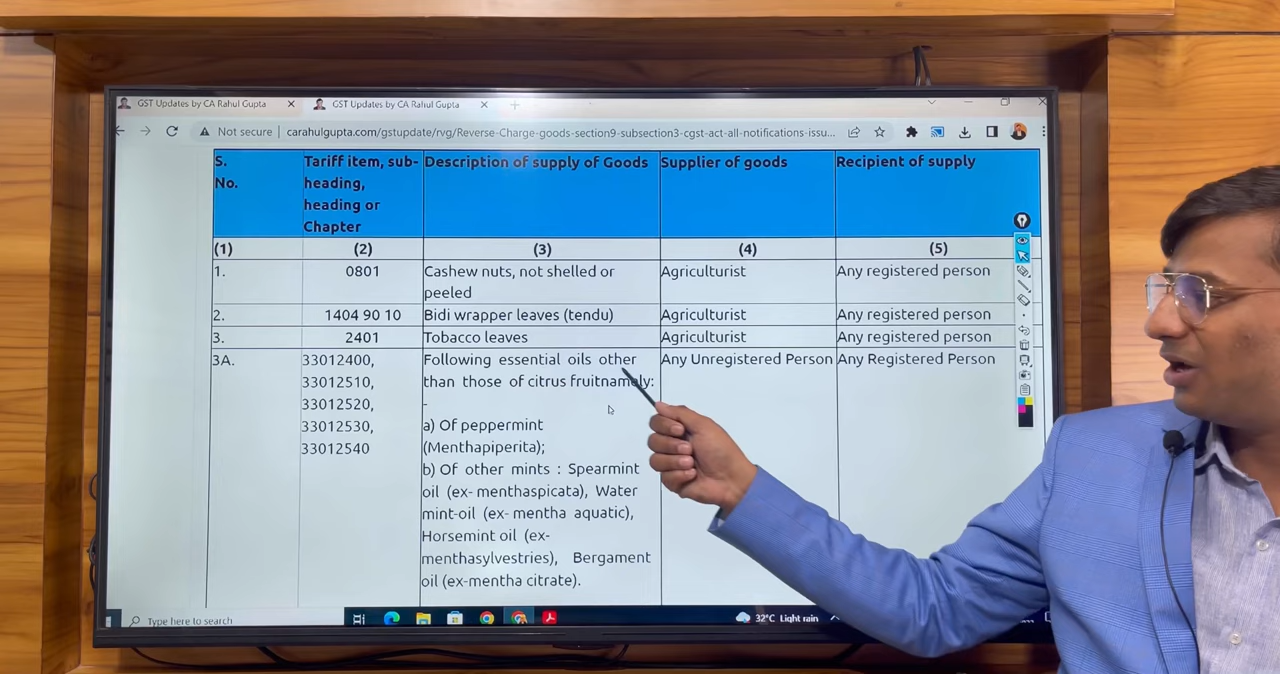 GST Updates by CA Rahul Gupta
GST Updates by CA Rahul Gupta
Not secure
carahulgupta.com/gstupdate/rvg/Reverse-Charge-goods-section9-subsection3-cgst-act-all-notifications-issu...
S. No.
Tariff item, sub-
heading,
heading or
Chapter
Description of supply of Goods
Supplier of goods
Recipient of supply
(1) (2) (3) (4) (5)
1. 0801 Cashew nuts, not shelled or Agriculturist Any registered person
peeled
2. 1404 90 10 Bidi wrapper leaves (tendu) Agriculturist Any registered person
3. 2401 Tobacco leaves Agriculturist Any registered person
3A. 33012400, Following essential oils other Any Unregistered Person Any Registered Person
33012510, than those of citrus fruitnamely:
33012520, -
33012530, a) Of peppermint
33012540 (Menthapiperita);
b) Of other mints : Spearmint
oil (ex- menthaspicata), Water
mint-oil (ex- mentha aquatic),
Horsemint oil (ex-
menthasylvestries), Bergament
oil (ex-mentha citrate).
Type here to search
32°C Light rain